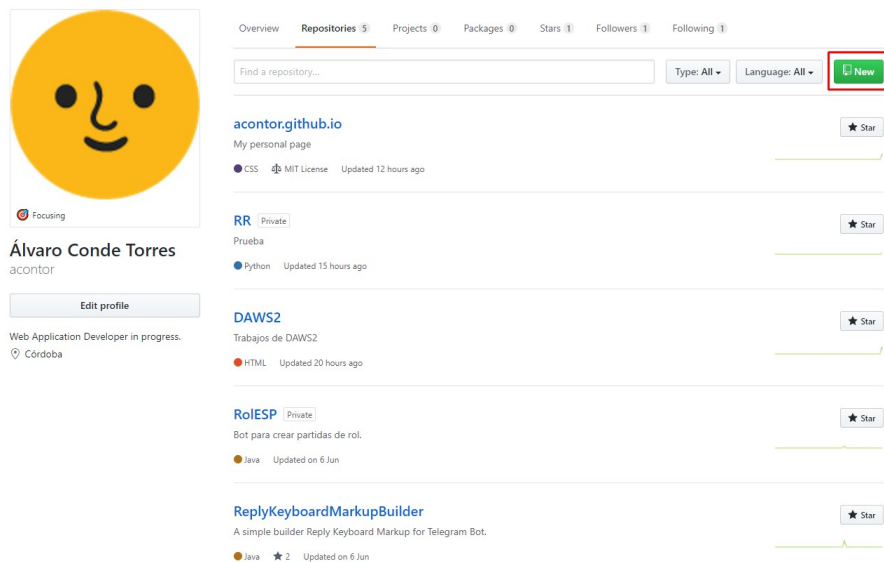 Overview Repositories 5 Projects 0 Packages 0 Stars 1 Followers 1 Following 1
Find a repository... Type: All Language: All New
acontor.github.io
Star
My personal page
CSS MIT License Updated 12 hours ago
Focusing
Álvaro Conde Torres
acontor
Edit profile
Web Application Developer in progress.
Córdoba
RR Private
Star
Prueba
Python Updated 15 hours ago
DAWS2
Star
Trabajos de DAWS2
HTML Updated 20 hours ago
RolESP Private
Star
Bot para crear partidas de rol.
Java Updated on 6 Jun
ReplyKeyboardMarkupBuilder
Star
A simple builder Reply Keyboard Markup for Telegram Bot.
Java 2 Updated on 6 Jun